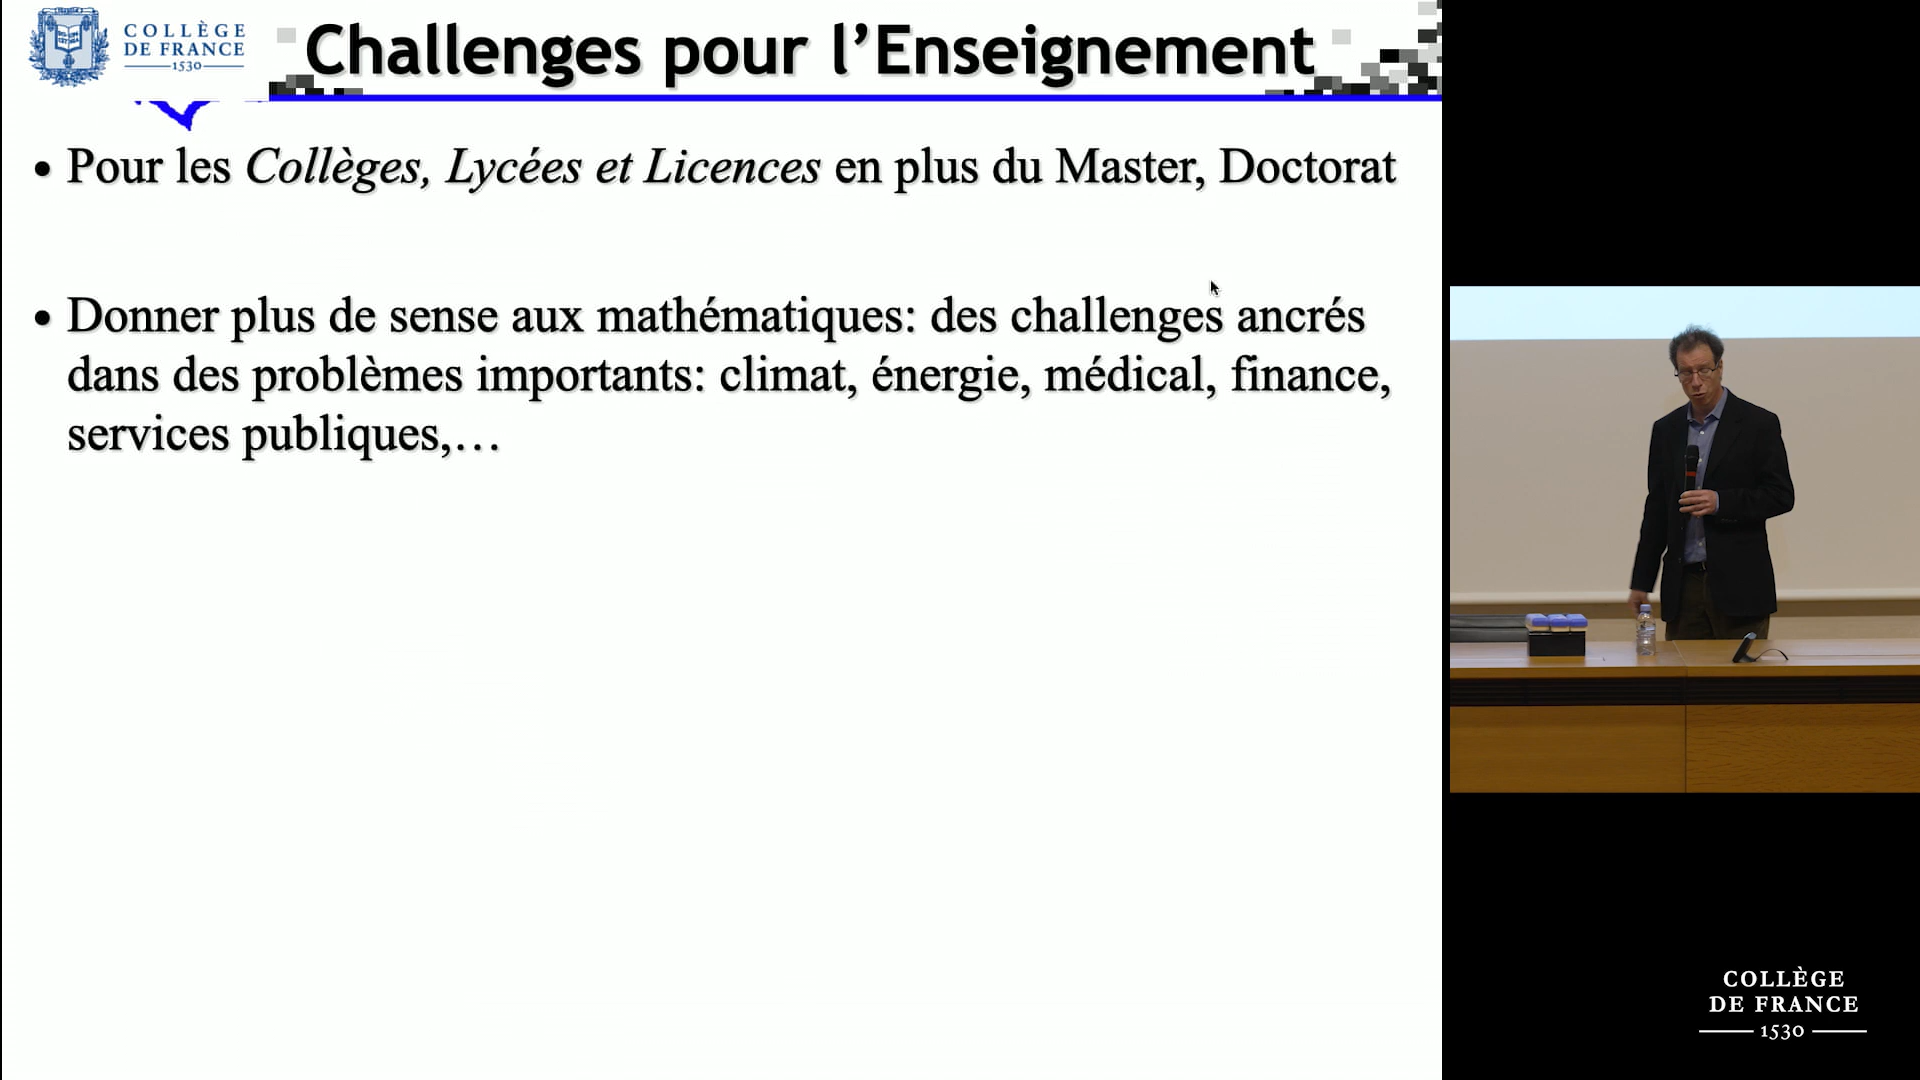 COLLÈGE
DE FRANCE
1530
Challenges pour l’Enseignement
• Pour les Collèges, Lycées et Licences en plus du Master, Doctorat
• Donner plus de sense aux mathématiques: des challenges ancrés
dans des problèmes importants: climat, énergie, médical, finance,
services publiques,…
COLLÈGE
DE FRANCE
1530